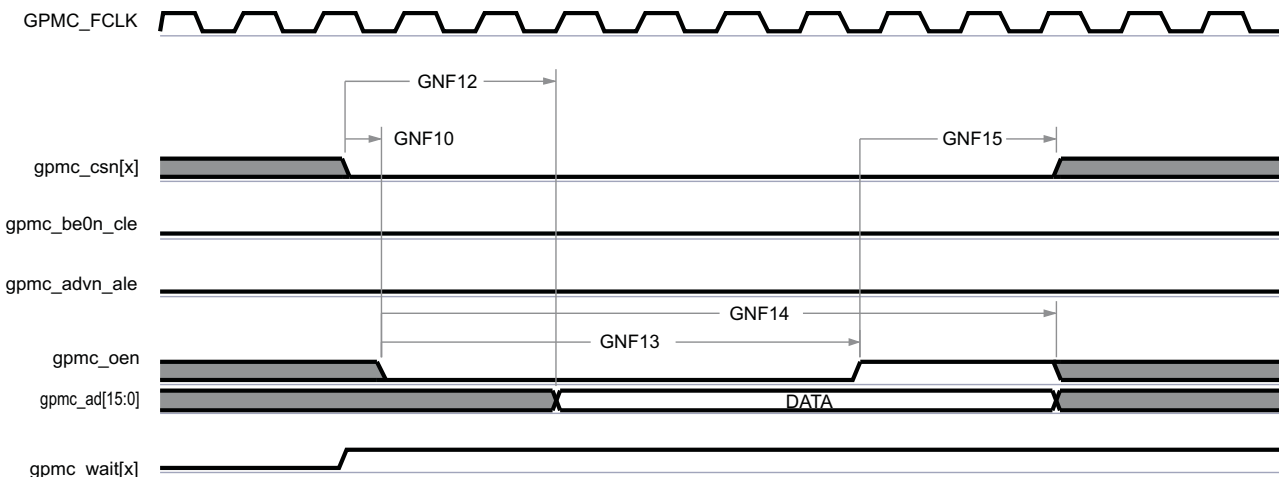 GPMC_FCLK
GNF12
GNF10
GNF15
gpmc_csn[x]
gpmc_be0n_cle
gpmc_advn_ale
GNF14
GNF13
gpmc_oen
gpmc_ad[15:0]
DATA
gpmc_wait[x]